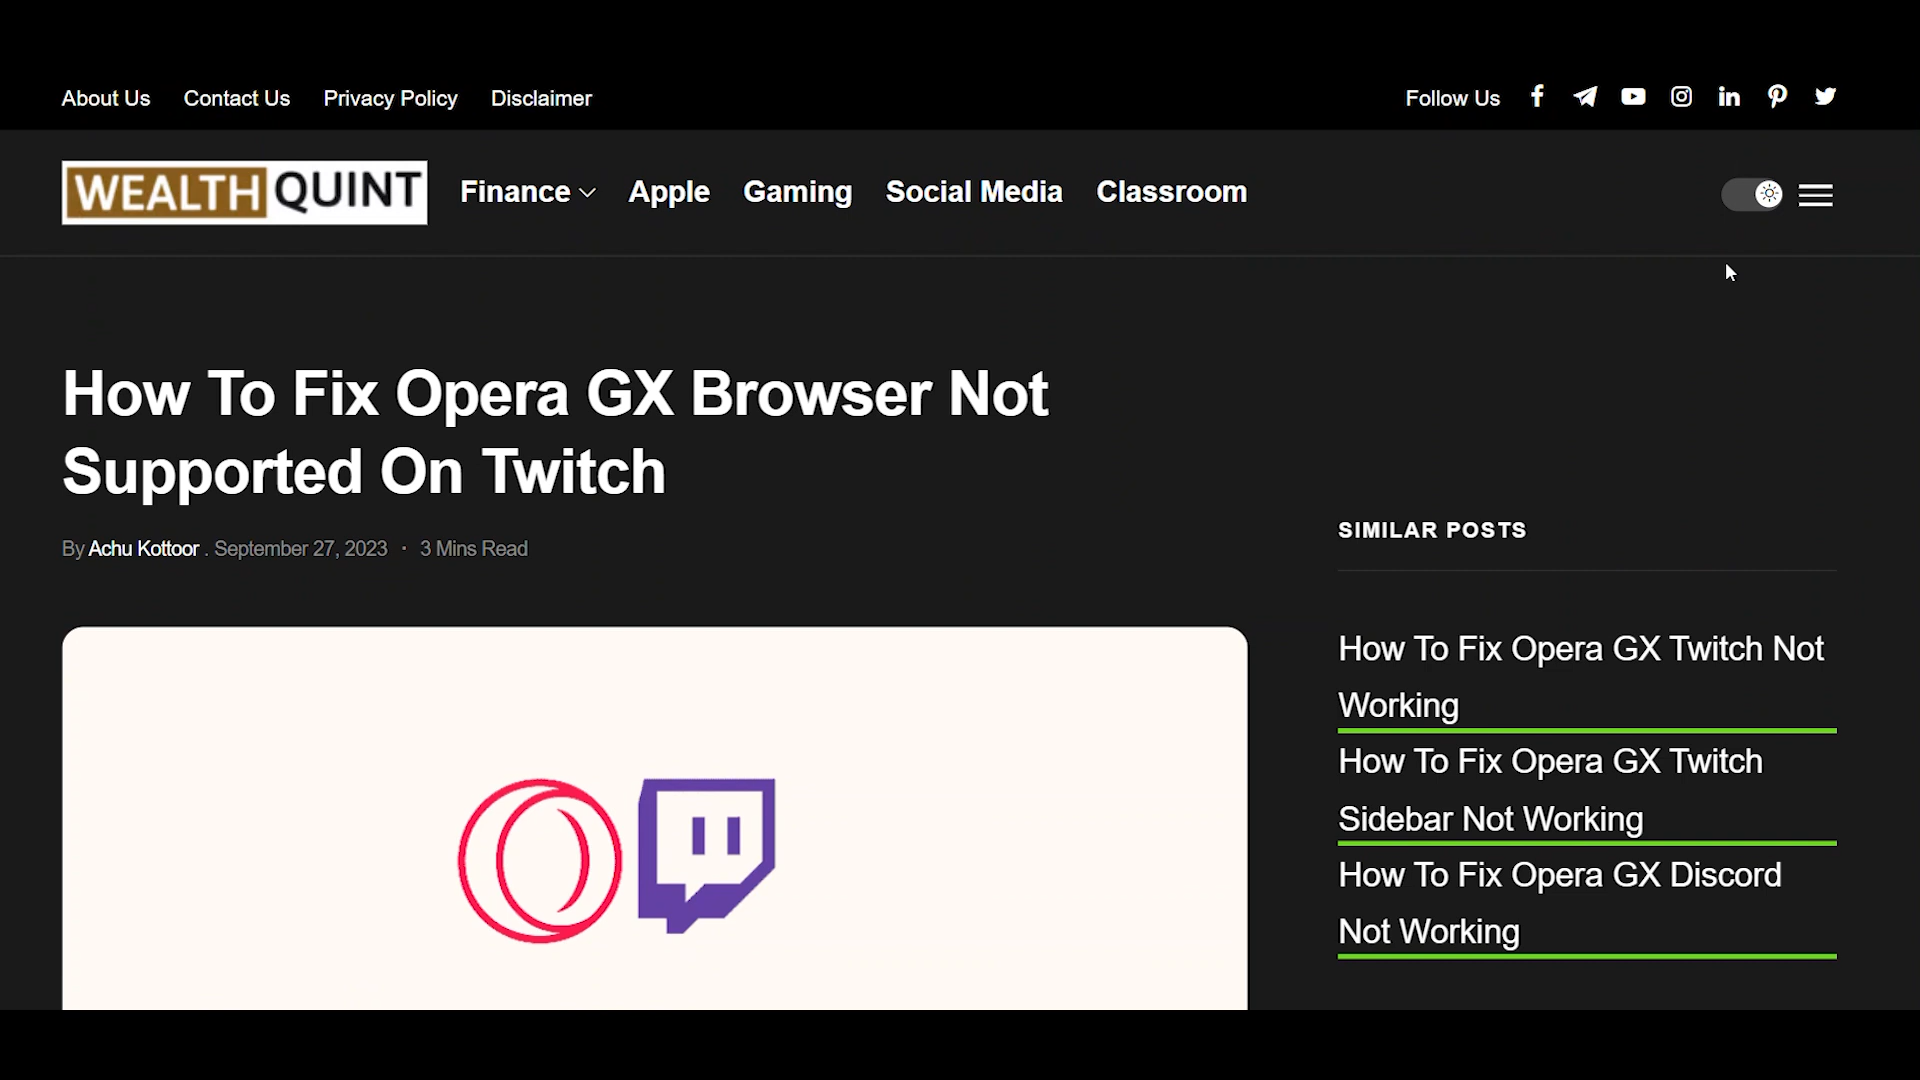 About Us Contact Us Privacy Policy Disclaimer Follow Us
WEALTH QUINT Finance Apple Gaming Social Media Classroom
How To Fix Opera GX Browser Not
Supported On Twitch
By Achu Kottoor . September 27, 2023 · 3 Mins Read
SIMILAR POSTS
How To Fix Opera GX Twitch Not
Working
How To Fix Opera GX Twitch
Sidebar Not Working
How To Fix Opera GX Discord
Not Working